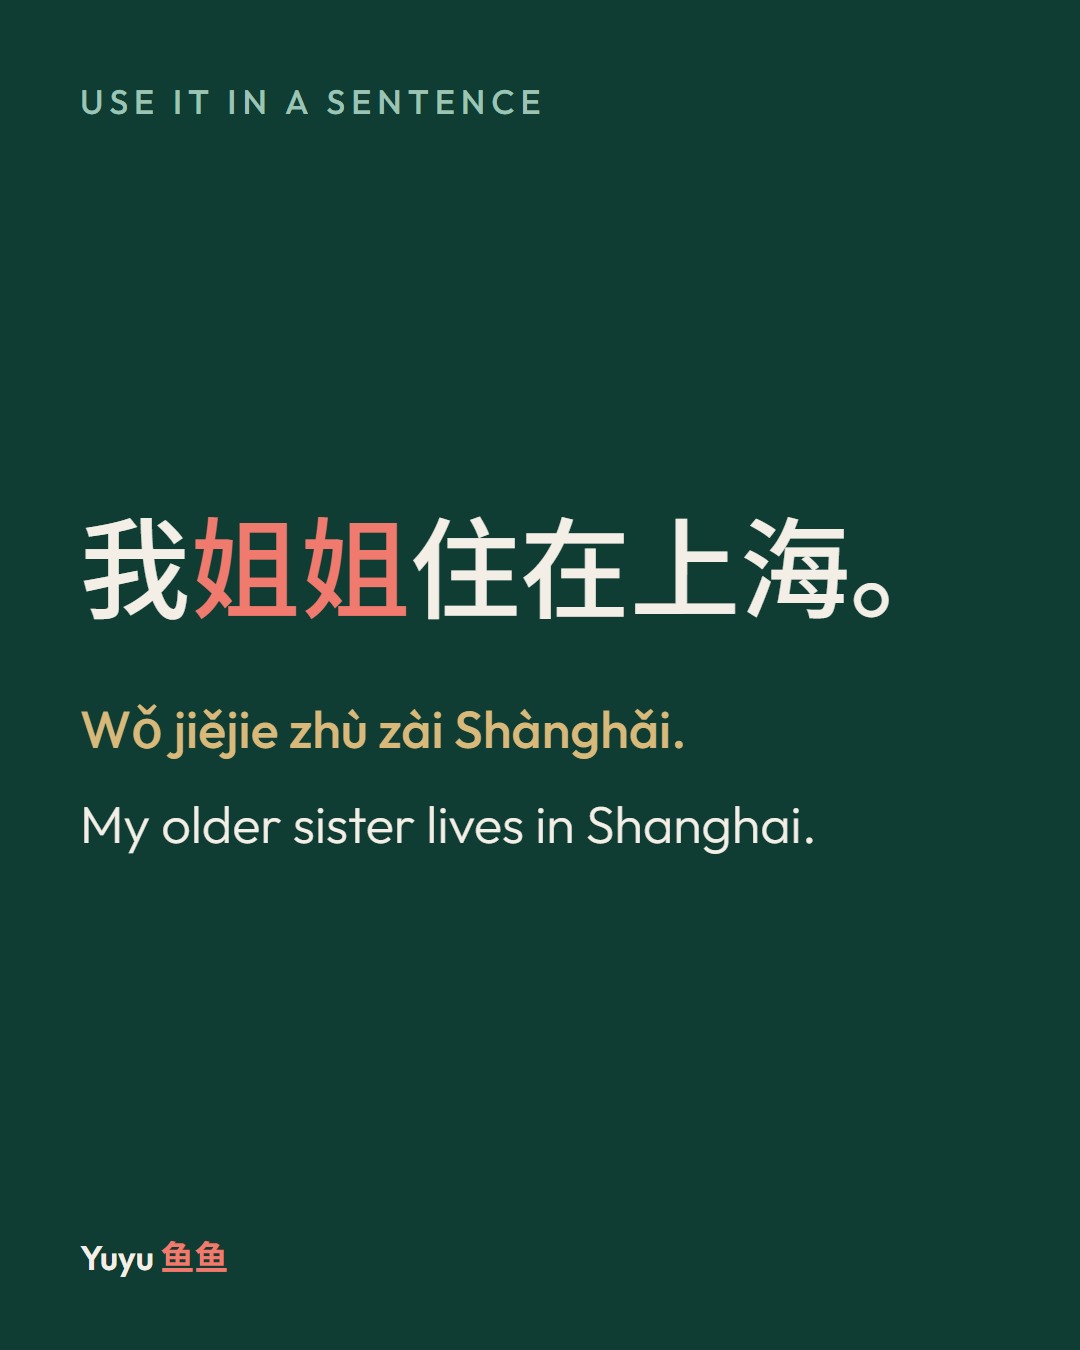 USE IT IN A SENTENCE
我姐姐住在上海。
Wǒ jiějie zhù zài Shànghǎi.
My older sister lives in Shanghai.
Yuyu 鱼鱼